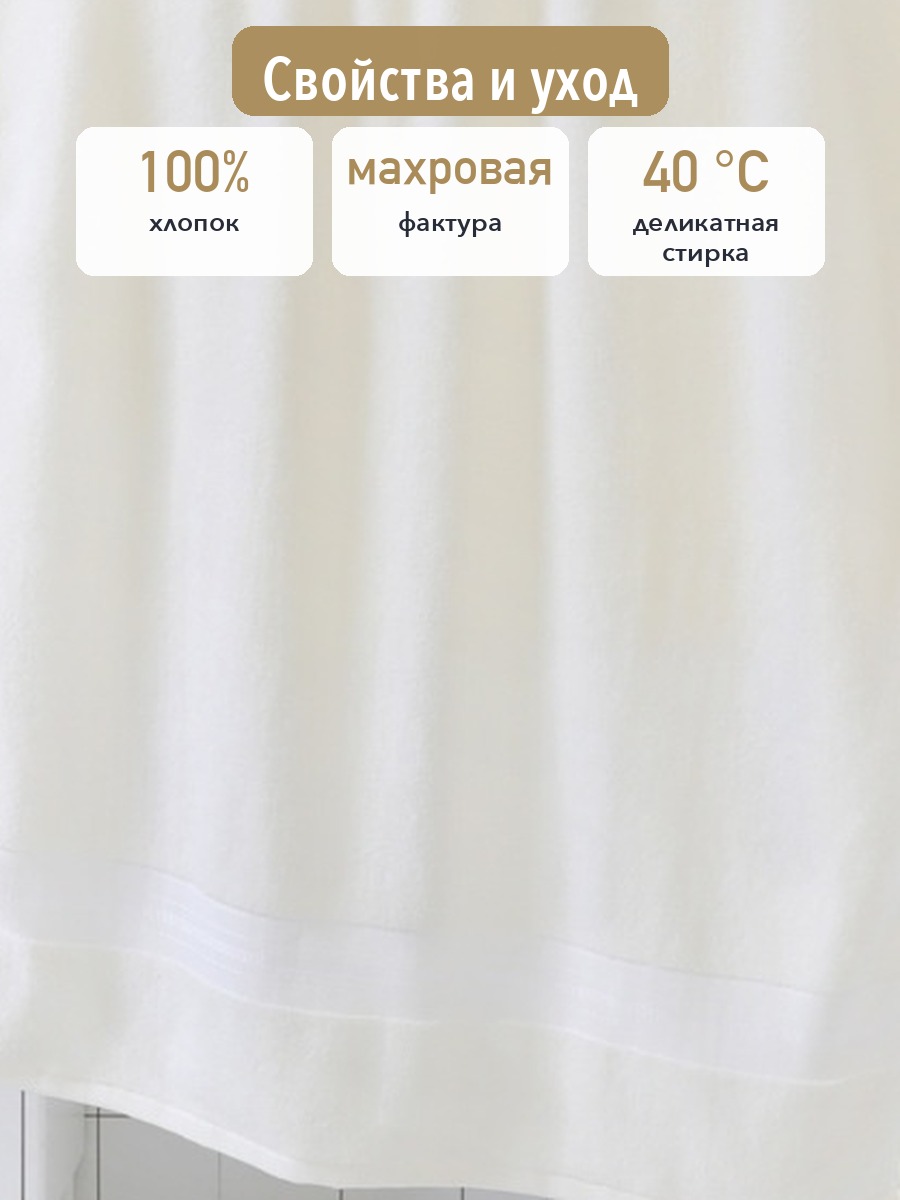 Свойства и уход
100%
хлопок
махровая
фактура
40 °C
деликатная
стирка